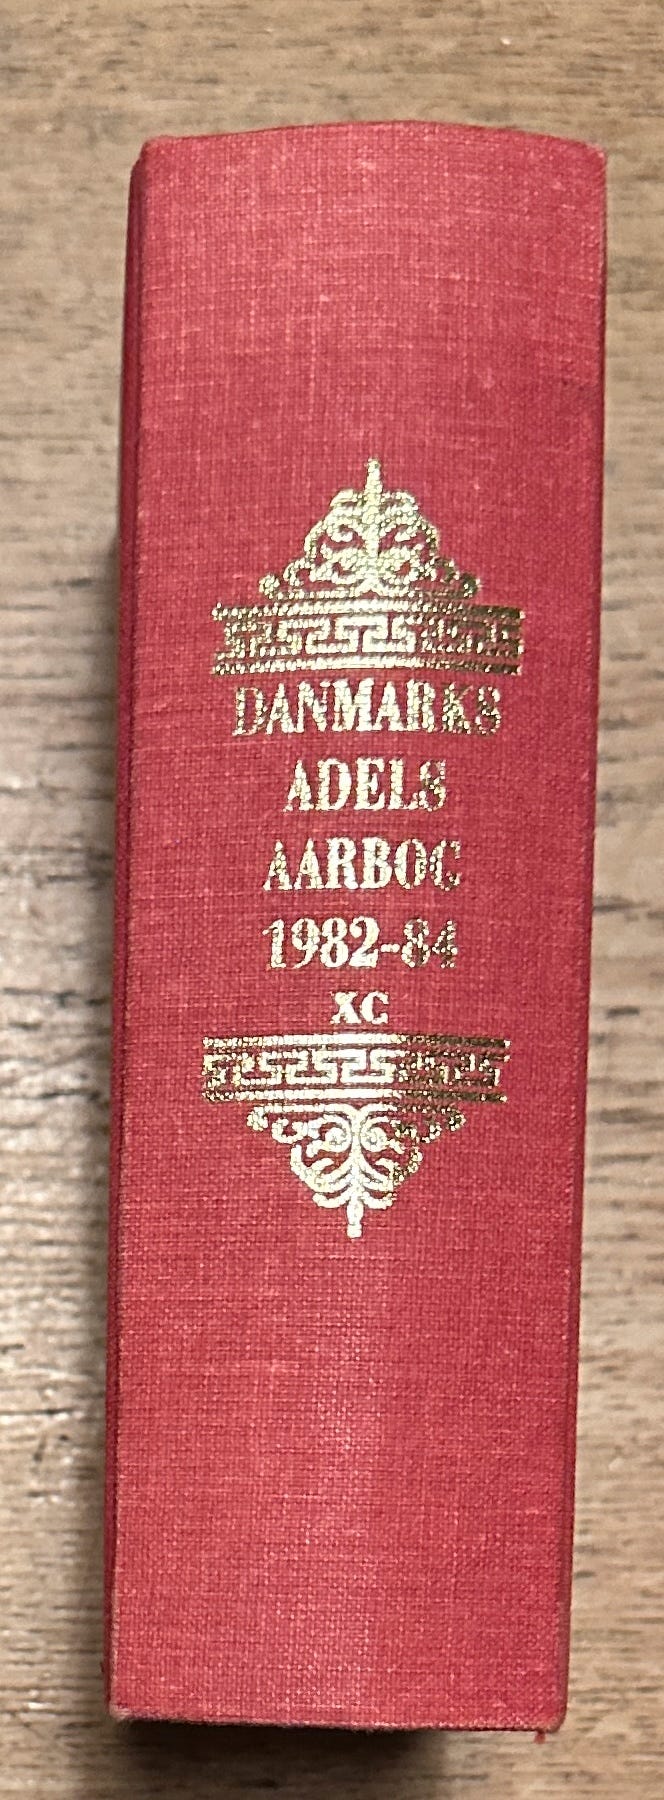 DANMARKS
ADELS
AARBOG
1982-84
XC